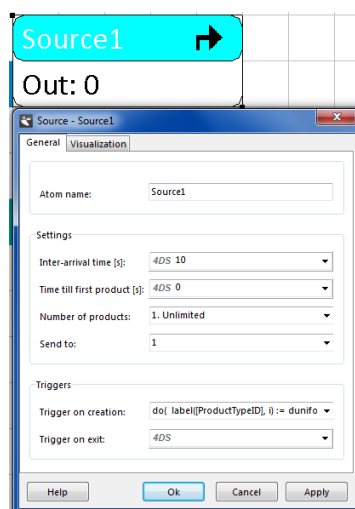 Source1
Out: 0
Source - Source1
General Visualization
Atom name: Source1
Settings
Inter-arrival time [s]: 4DS 10
Time till first product [s]: 4DS 0
Number of products: 1. Unlimited
Send to: 1
Triggers
Trigger on creation: do( label([ProductTypeID], i) := dunifo
Trigger on exit: 4DS
Help Ok Cancel Apply